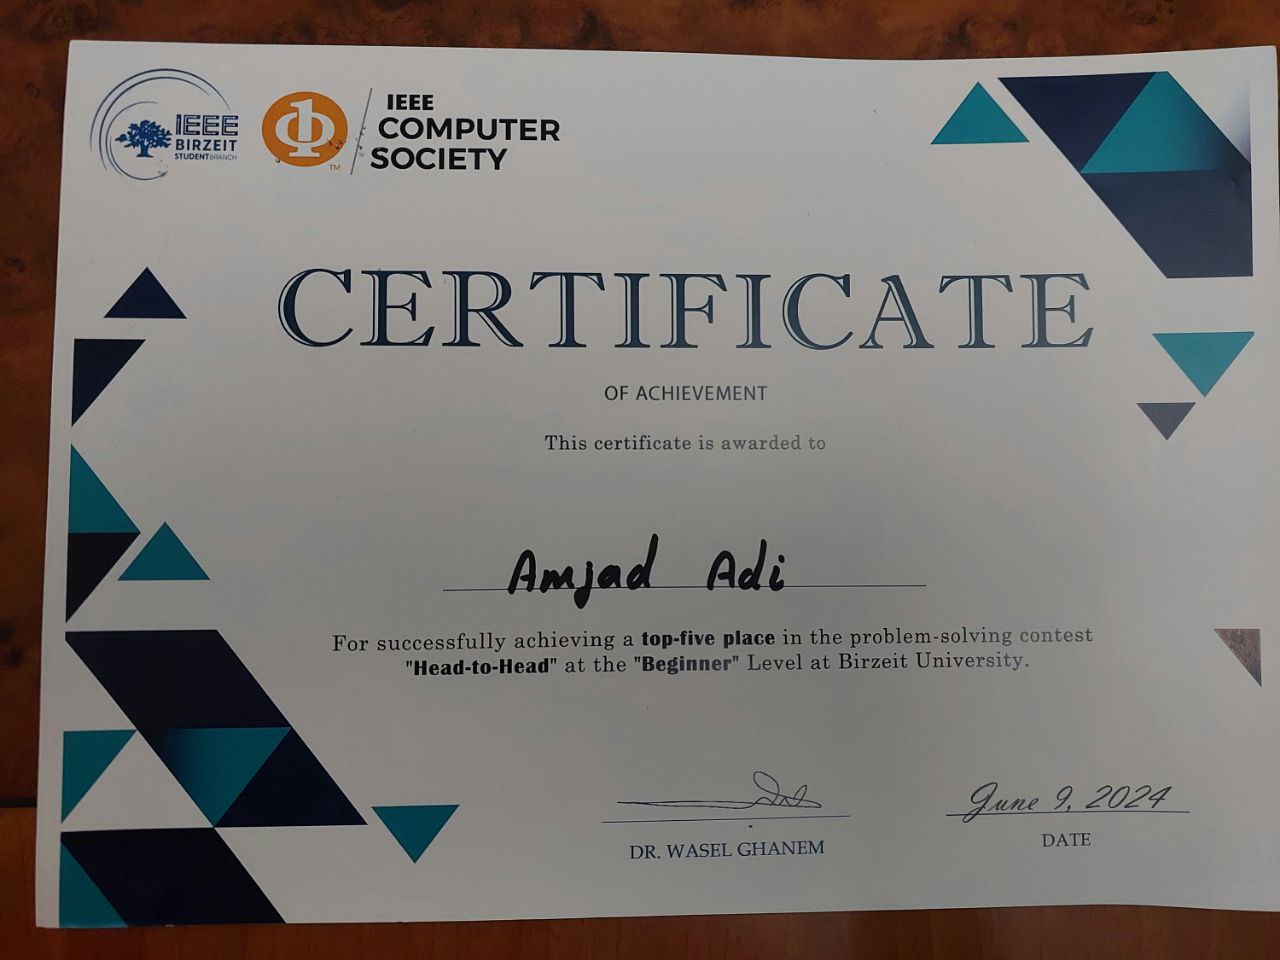 IEEE
BIRZEIT
STUDENTBRANCH
IEEE
COMPUTER
SOCIETY
TM
CERTIFICATE
OF ACHIEVEMENT
This certificate is awarded to
Amjad Adi
For successfully achieving a top-five place in the problem-solving contest
"Head-to-Head" at the "Beginner" Level at Birzeit University.
June 9, 2024
DR. WASEL GHANEM
DATE